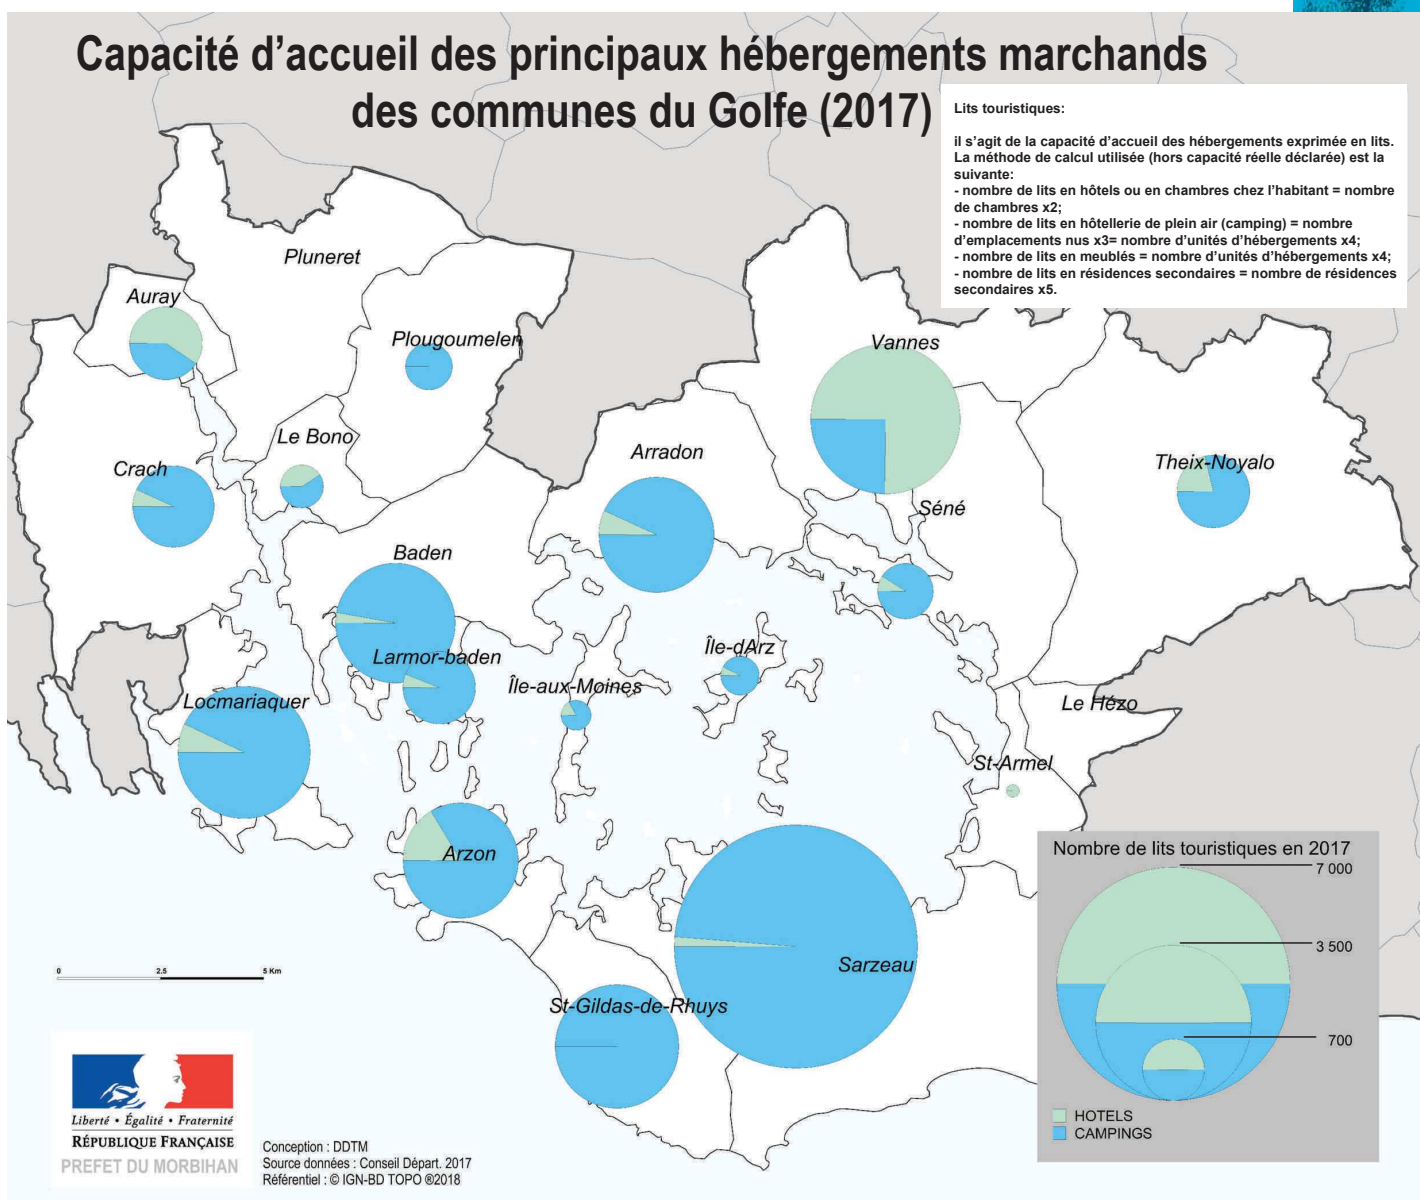 Capacité d'accueil des principaux hébergements marchands
des communes du Golfe (2017)
Lits touristiques:
il s'agit de la capacité d'accueil des hébergements exprimée en lits.
La méthode de calcul utilisée (hors capacité réelle déclarée) est la
suivante:
- nombre de lits en hôtels ou en chambres chez l'habitant = nombre
de chambres x2;
- nombre de lits en hôtellerie de plein air (camping) = nombre
d'emplacements nus x3= nombre d'unités d'hébergements x4;
- nombre de lits en meublés = nombre d'unités d'hébergements x4;
- nombre de lits en résidences secondaires = nombre de résidences
secondaires x5.
Pluneret
Auray
Plougoumelen
Vannes
Le Bono
Arradon
Crach
Theix-Noyalo
Séné
Baden
Île-dArz
Larmor-baden
Île-aux-Moines
Locmariaquer
Le Hézo
St-Armel
Arzon
Sarzeau
St-Gildas-de-Rhuys
Nombre de lits touristiques en 2017
7 000
3 500
700
HOTELS
CAMPINGS
0 2.5 5 Km
Liberté • Égalité • Fraternité
RÉPUBLIQUE FRANÇAISE
PREFET DU MORBIHAN
Conception : DDTM
Source données : Conseil Départ. 2017
Référentiel : © IGN-BD TOPO ®2018